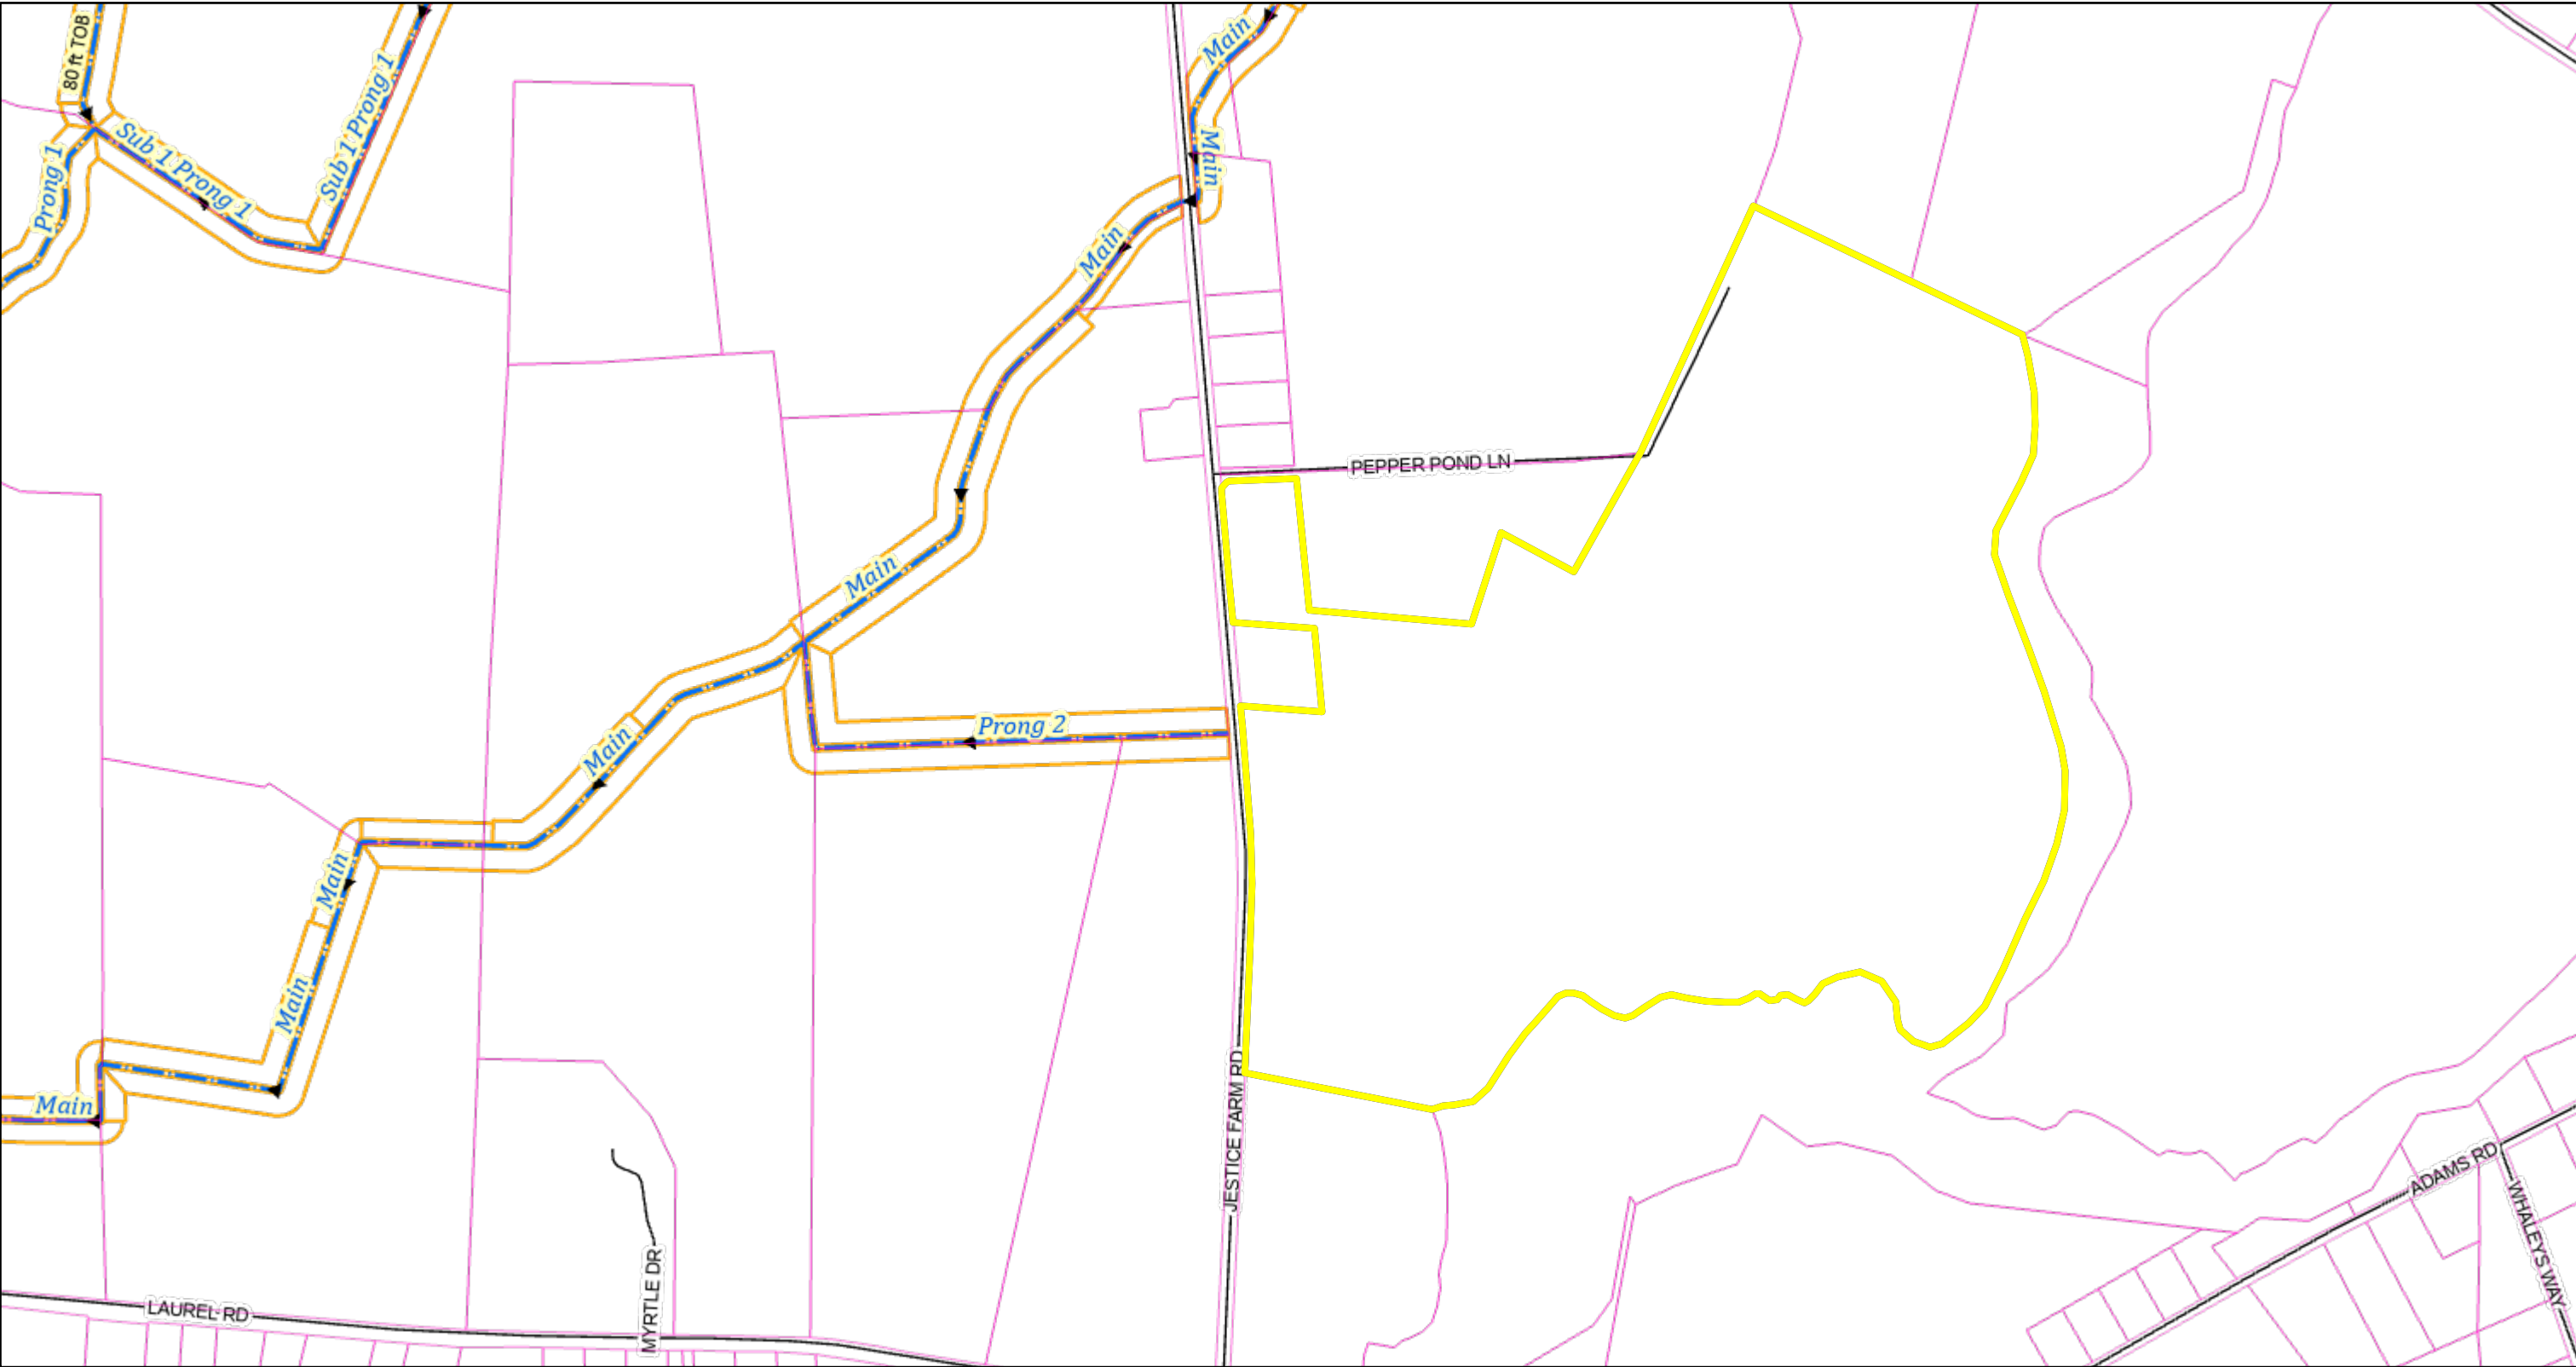 80 ft TOB
Sub 1 Prong 1
Sub 1 Prong 1
Prong 1
Main
Main
Main
PEPPER POND LN
Main
Prong 2
Main
Main
Main
Main
JESTICE FARM RD
ADAMS RD
WHALEYS WAY
MYRTLE DR
LAUREL RD